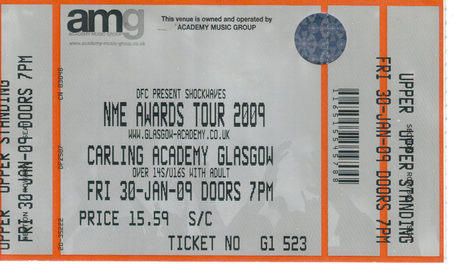 amg
ACADEMY MUSIC GROUP
www.academy-music-group.co.uk
This venue is owned and operated by
ACADEMY MUSIC GROUP
DFC PRESENT SHOCKWAVES
NME AWARDS TOUR 2009
WWW.GLASGOW-ACADEMY.CO.UK
CARLING ACADEMY GLASGOW
OVER 14S/U16S WITH ADULT
FRI 30-JAN-09 DOORS 7PM
PRICE 15.59 S/C
TICKET NO G1 523
UPPER UPPER STANDING
FRI 30-JAN-09 DOORS 7PM
UPPER UPPER STANDING
FRI 30-JAN-09 DOORS 7PM